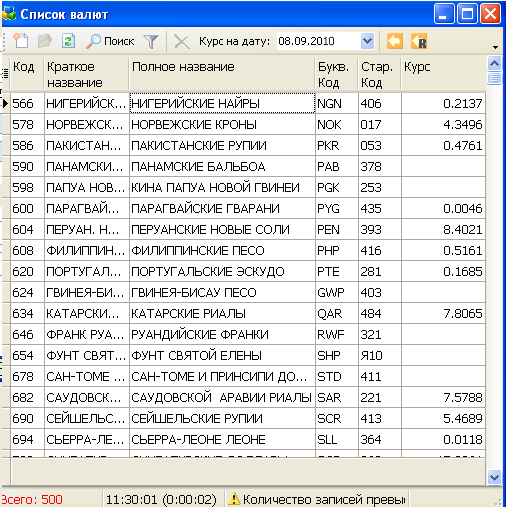 Список валют
Поиск Курс на дату: 08.09.2010 R
Код Краткое название Полное название Букв. Код Стар. Код Курс
566 НИГЕРИЙСК... НИГЕРИЙСКИЕ НАЙРЫ NGN 406 0.2137
578 НОРВЕЖСК... НОРВЕЖСКИЕ КРОНЫ NOK 017 4.3496
586 ПАКИСТАН... ПАКИСТАНСКИЕ РУПИИ PKR 053 0.4761
590 ПАНАМСКИ... ПАНАМСКИЕ БАЛЬБОА PAB 378
598 ПАПУА НОВ... КИНА ПАПУА НОВОЙ ГВИНЕИ PGK 253
600 ПАРАГВАЙ... ПАРАГВАЙСКИЕ ГВАРАНИ PYG 435 0.0046
604 ПЕРУАН. Н... ПЕРУАНСКИЕ НОВЫЕ СОЛИ PEN 393 8.4021
608 ФИЛИППИН... ФИЛИППИНСКИЕ ПЕСО PHP 416 0.5161
620 ПОРТУГАЛ... ПОРТУГАЛЬСКИЕ ЭСКУДО PTE 281 0.1685
624 ГВИНЕЯ-БИ... ГВИНЕЯ-БИСАУ ПЕСО GWP 403
634 КАТАРСКИ... КАТАРСКИЕ РИАЛЫ QAR 484 7.8065
646 ФРАНК РУА... РУАНДИЙСКИЕ ФРАНКИ RWF 321
654 ФУНТ СВЯТ... ФУНТ СВЯТОЙ ЕЛЕНЫ SHP Я10
678 САН-ТОМЕ ... САН-ТОМЕ И ПРИНСИПИ ДО... STD 411
682 САУДОВСК... САУДОВСКОЙ АРАВИИ РИАЛЫ SAR 221 7.5788
690 СЕЙШЕЛЬС... СЕЙШЕЛЬСКИЕ РУПИИ SCR 413 5.4689
694 СЬЕРРА-ЛЕ... СЬЕРРА-ЛЕОНЕ ЛЕОНЕ SLL 364 0.0118
Всего: 500 11:30:01 (0:00:02) Количество записей превы